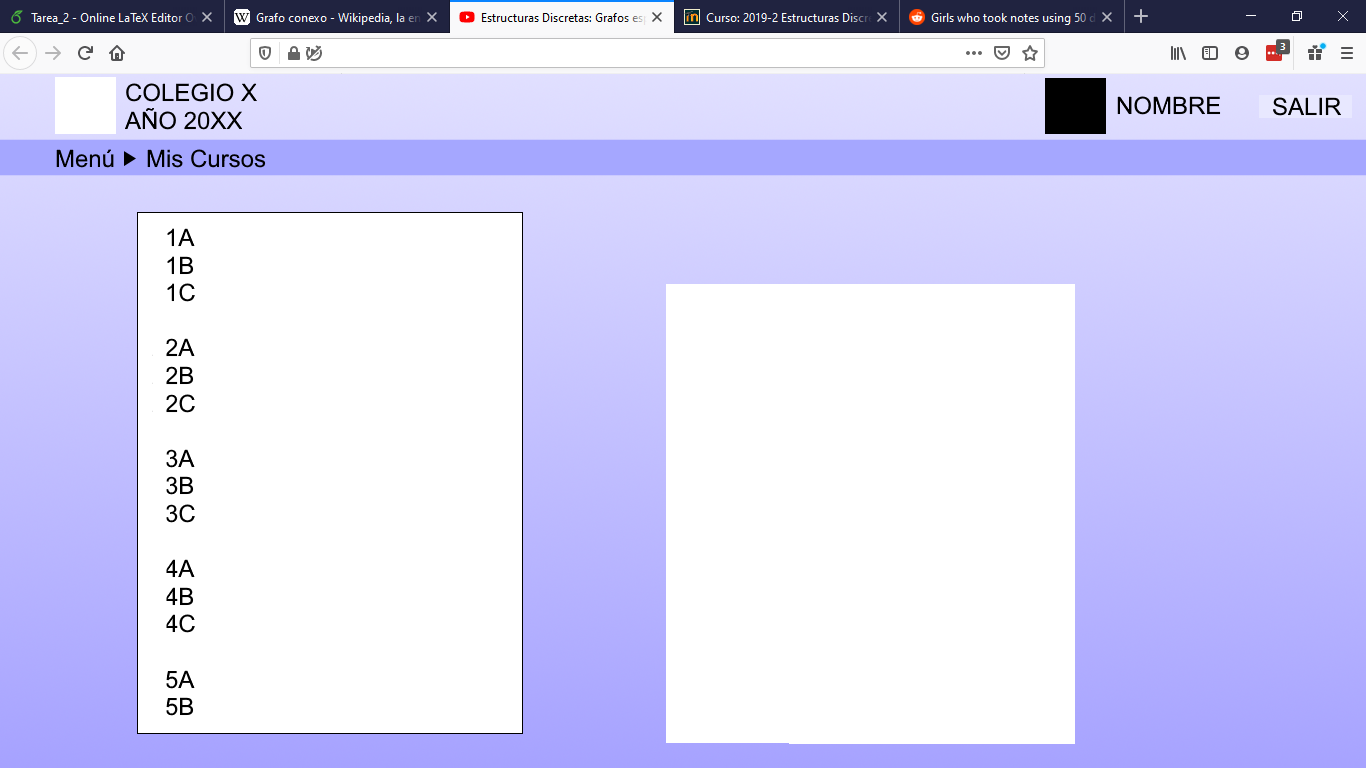 Tarea_2 - Online LaTeX Editor O
Grafo conexo - Wikipedia, la en
Estructuras Discretas: Grafos es
Curso: 2019-2 Estructuras Discr
Girls who took notes using 50 d
3
COLEGIO X
AÑO 20XX
NOMBRE
SALIR
Menú
Mis Cursos
1A
1B
1C
2A
2B
2C
3A
3B
3C
4A
4B
4C
5A
5B